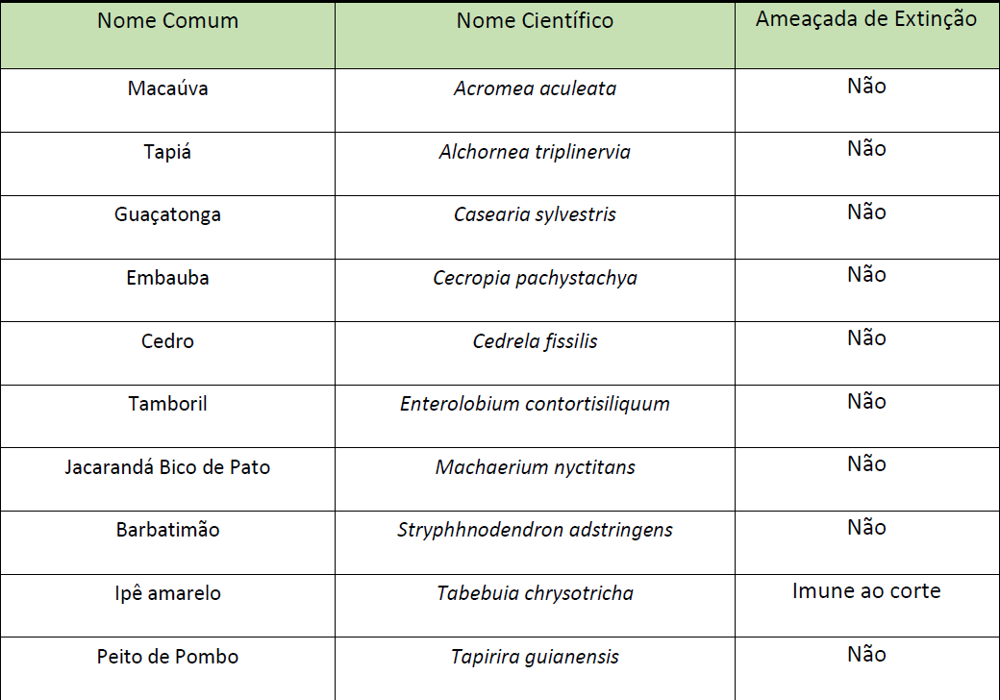 Nome Comum Nome Científico Ameaçada de Extinção
Macaúva Acromea aculeata Não
Tapiá Alchornea triplinervia Não
Guaçatonga Casearia sylvestris Não
Embauba Cecropia pachystachya Não
Cedro Cedrela fissilis Não
Tamboril Enterolobium contortisiliquum Não
Jacarandá Bico de Pato Machaerium nyctitans Não
Barbatimão Stryphhnodendron adstringens Não
Ipê amarelo Tabebuia chrysotricha Imune ao corte
Peito de Pombo Tapirira guianensis Não